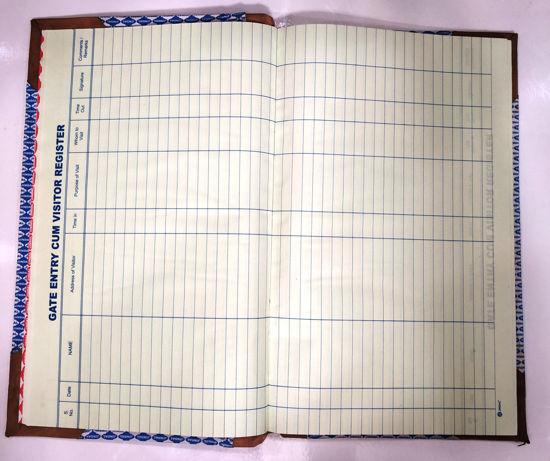 GATE ENTRY CUM VISITOR REGISTER
S. No.
Date
NAME
Address of Visitor
Time In
Purpose of Visit
Whom to Visit
Time Out
Signature
Comments / Remarks